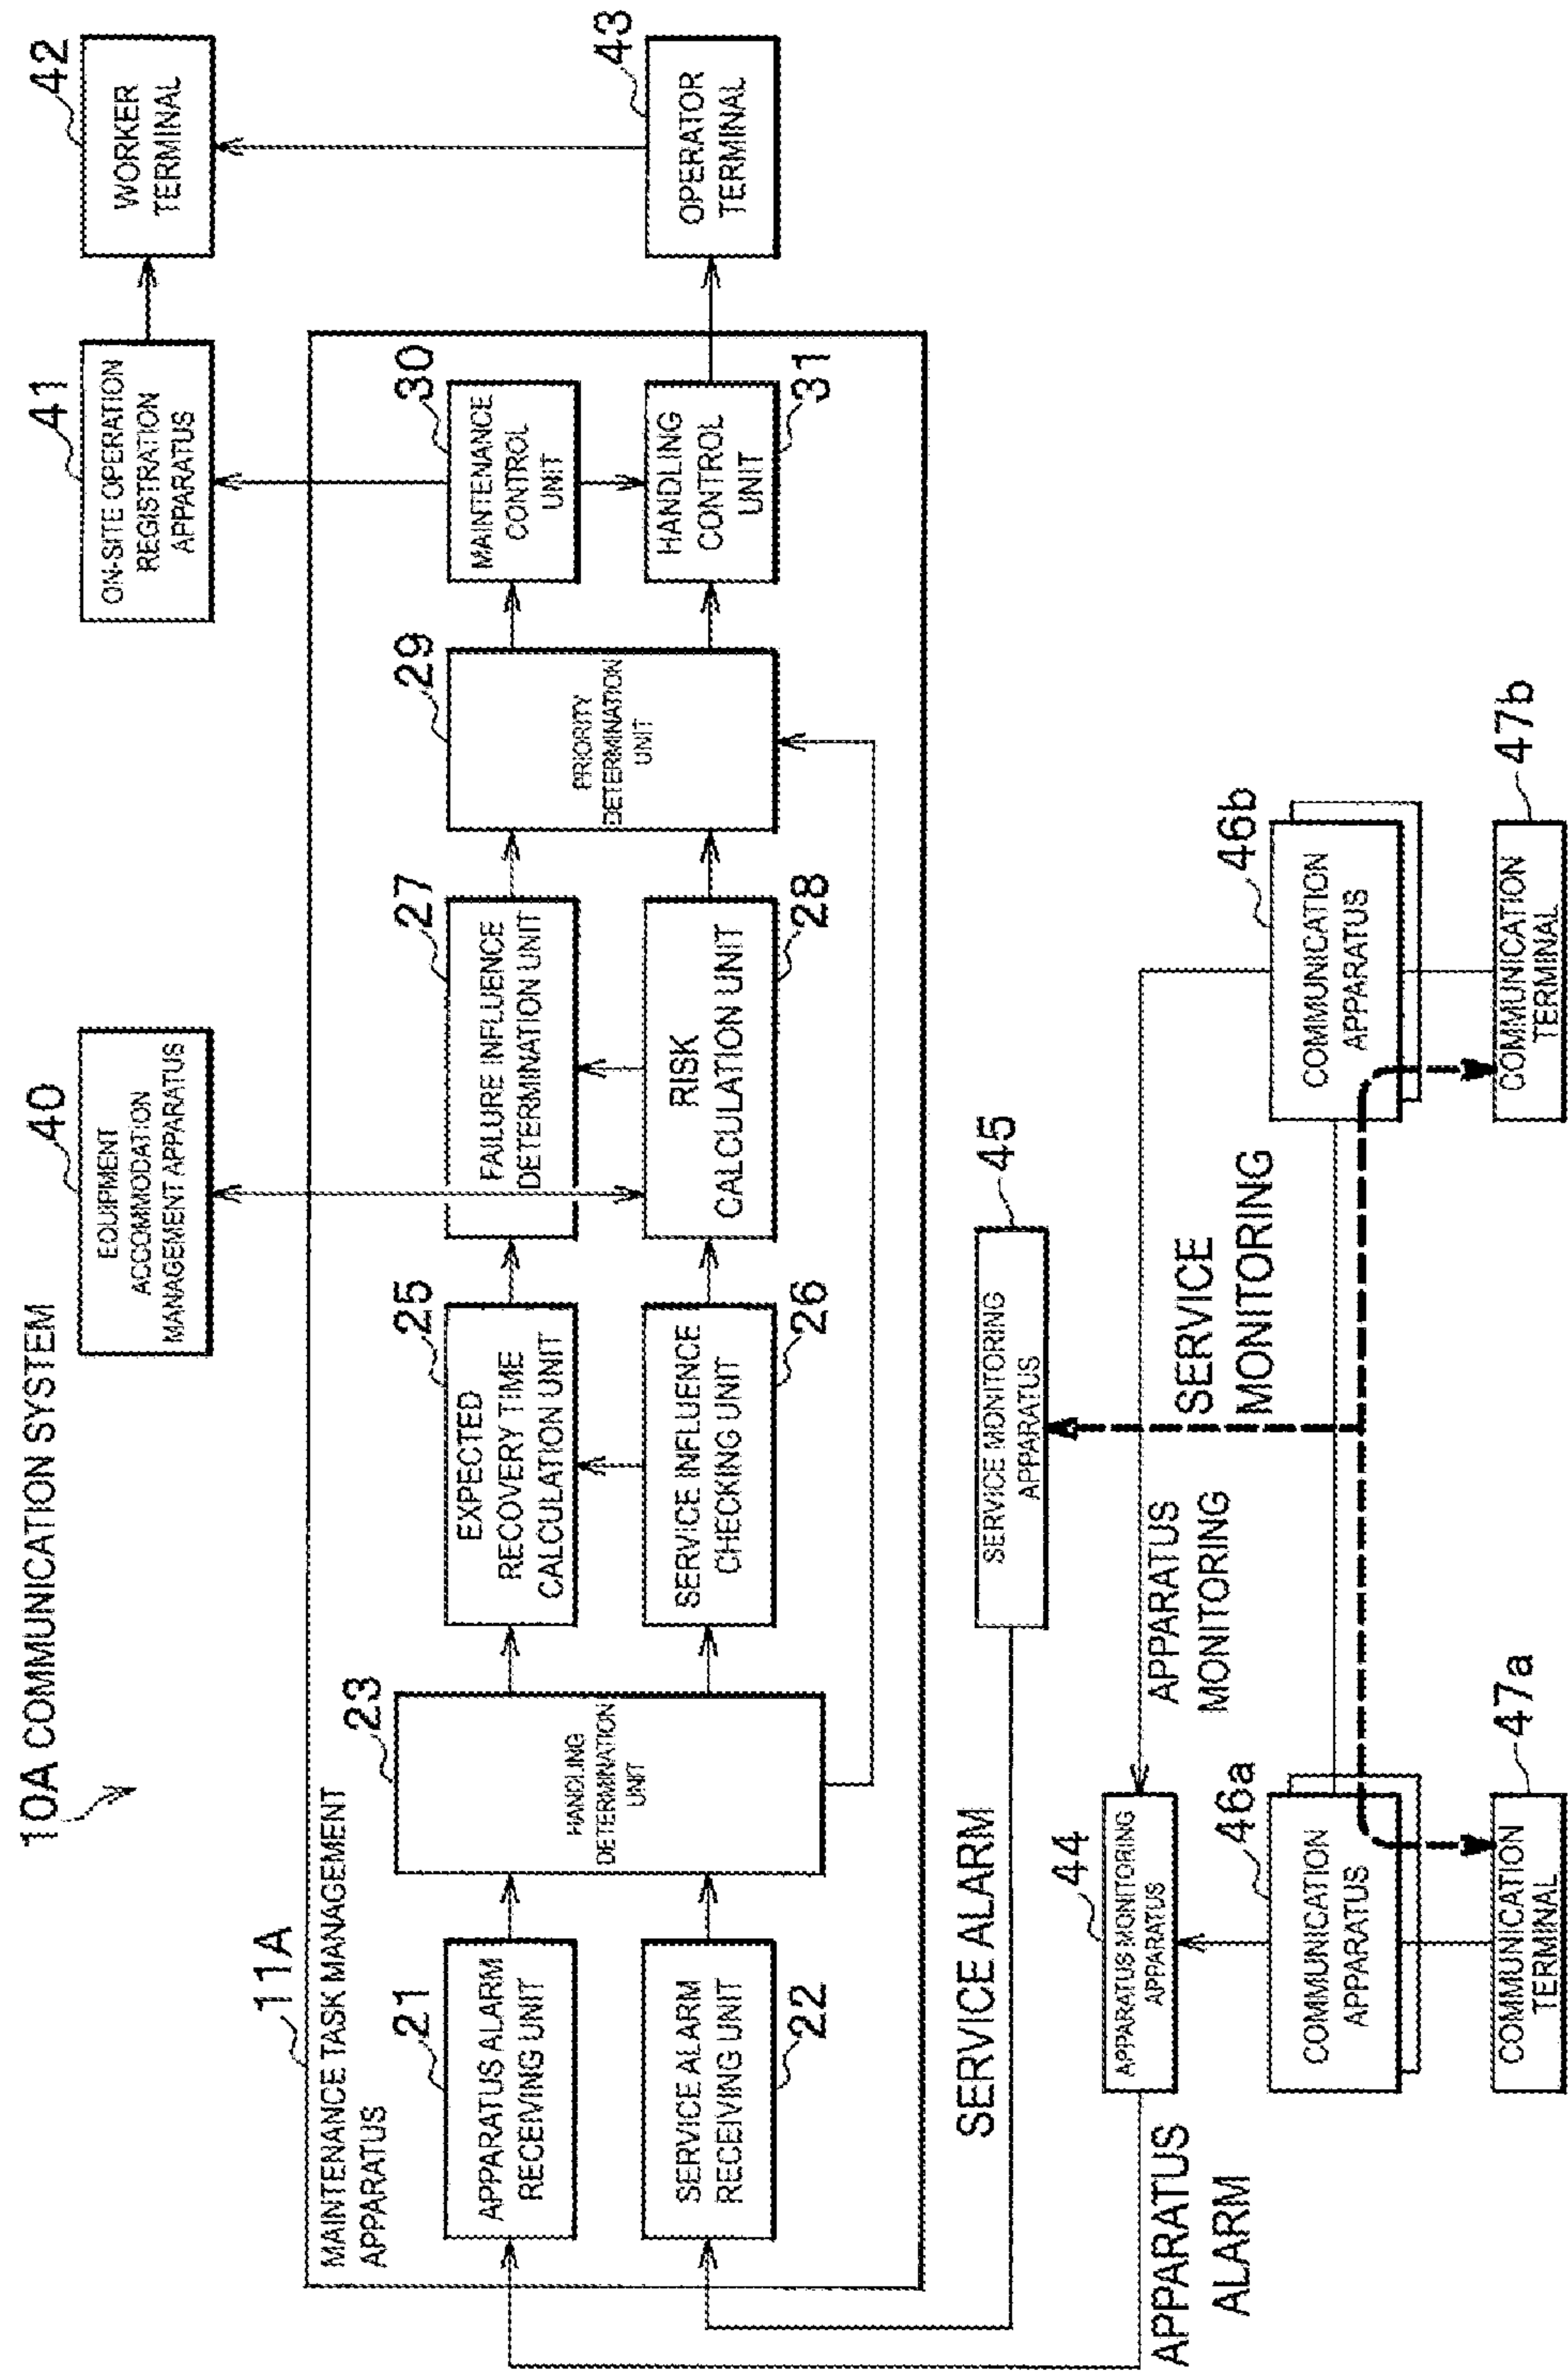 10A COMMUNICATION SYSTEM
40
EQUIPMENT
ACCOMMODATION
MANAGEMENT APPARATUS
41
ON-SITE OPERATION
REGISTRATION
APPARATUS
42
WORKER
TERMINAL
11A
MAINTENANCE TASK MANAGEMENT
APPARATUS
21
APPARATUS ALARM
RECEIVING UNIT
23
HANDLING
DETERMINATION
UNIT
25
EXPECTED
RECOVERY TIME
CALCULATION UNIT
27
FAILURE INFLUENCE
DETERMINATION UNIT
29
PRIORITY
DETERMINATION
UNIT
30
MAINTENANCE
CONTROL
UNIT
SERVICE ALARM
RECEIVING UNIT
22
SERVICE INFLUENCE
CHECKING UNIT
26
RISK
CALCULATION UNIT
28
HANDLING
CONTROL
UNIT
31
43
OPERATOR
TERMINAL
SERVICE ALARM
45
SERVICE MONITORING
APPARATUS
44
APPARATUS MONITORING
APPARATUS
APPARATUS
MONITORING
SERVICE
MONITORING
APPARATUS
ALARM
46a
COMMUNICATION
APPARATUS
46b
COMMUNICATION
APPARATUS
47a
COMMUNICATION
TERMINAL
47b
COMMUNICATION
TERMINAL